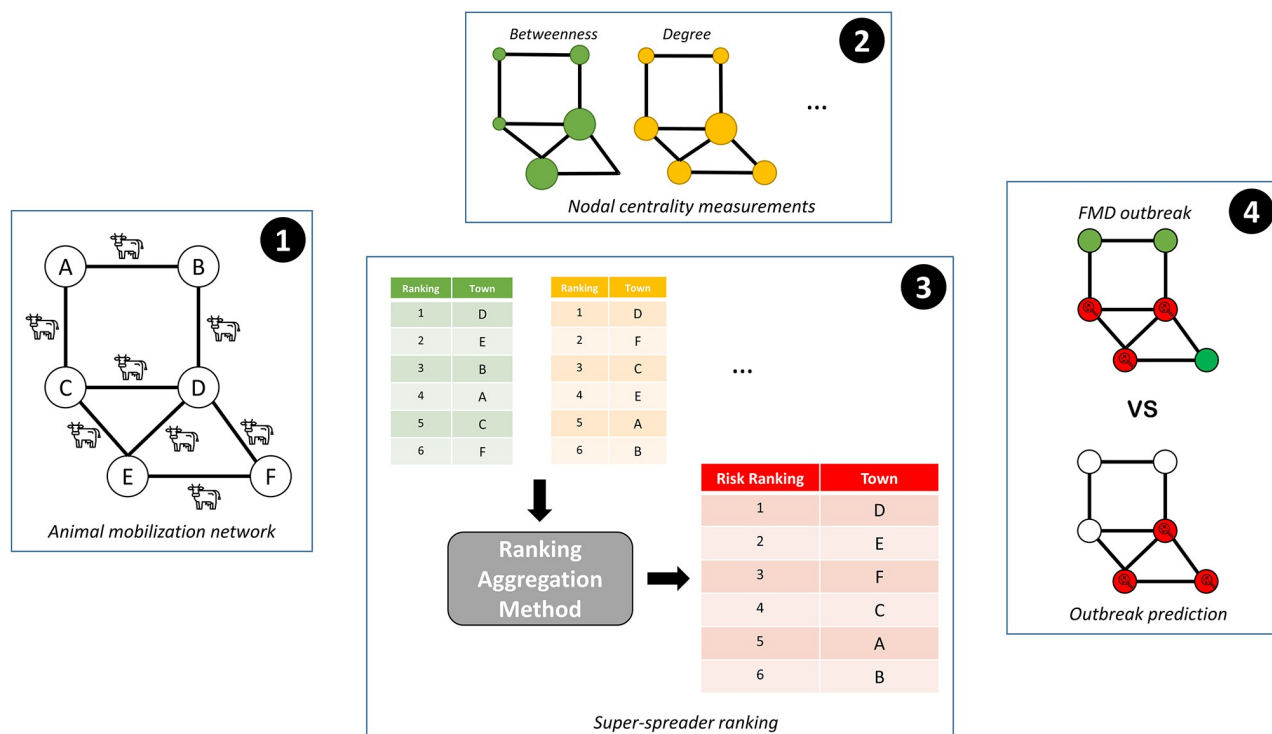 1
A
B
C
D
E
F
Animal mobilization network
2
Betweenness
Degree
...
Nodal centrality measurements
3
Ranking Town
1 D
2 E
3 B
4 A
5 C
6 F
Ranking Town
1 D
2 F
3 C
4 E
5 A
6 B
...
Ranking
Aggregation
Method
Risk Ranking Town
1 D
2 E
3 F
4 C
5 A
6 B
Super-spreader ranking
4
FMD outbreak
VS
Outbreak prediction